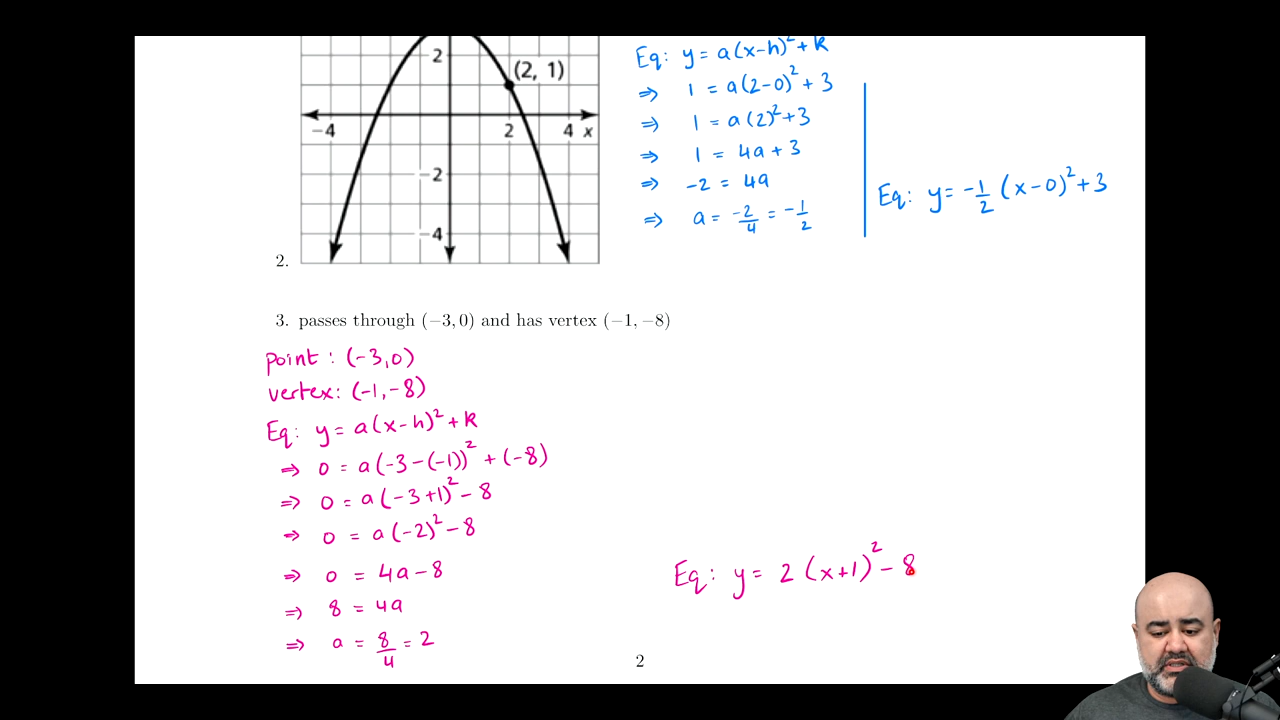 2
(2, 1)
−4
2
4 x
−2
−4
Eq: y = a(x-h)² + k
⇒ 1 = a(2-0)² + 3
⇒ 1 = a(2)² + 3
⇒ 1 = 4a + 3
⇒ -2 = 4a
⇒ a = -2/4 = -1/2
Eq: y = -1/2 (x-0)² + 3
2.
3. passes through (−3, 0) and has vertex (−1, −8)
point : (-3,0)
vertex: (-1,-8)
Eq: y = a(x-h)² + k
⇒ 0 = a(-3-(-1))² + (-8)
⇒ 0 = a(-3+1)² - 8
⇒ 0 = a(-2)² - 8
⇒ 0 = 4a - 8
⇒ 8 = 4a
⇒ a = 8/4 = 2
Eq: y = 2(x+1)² - 8
2